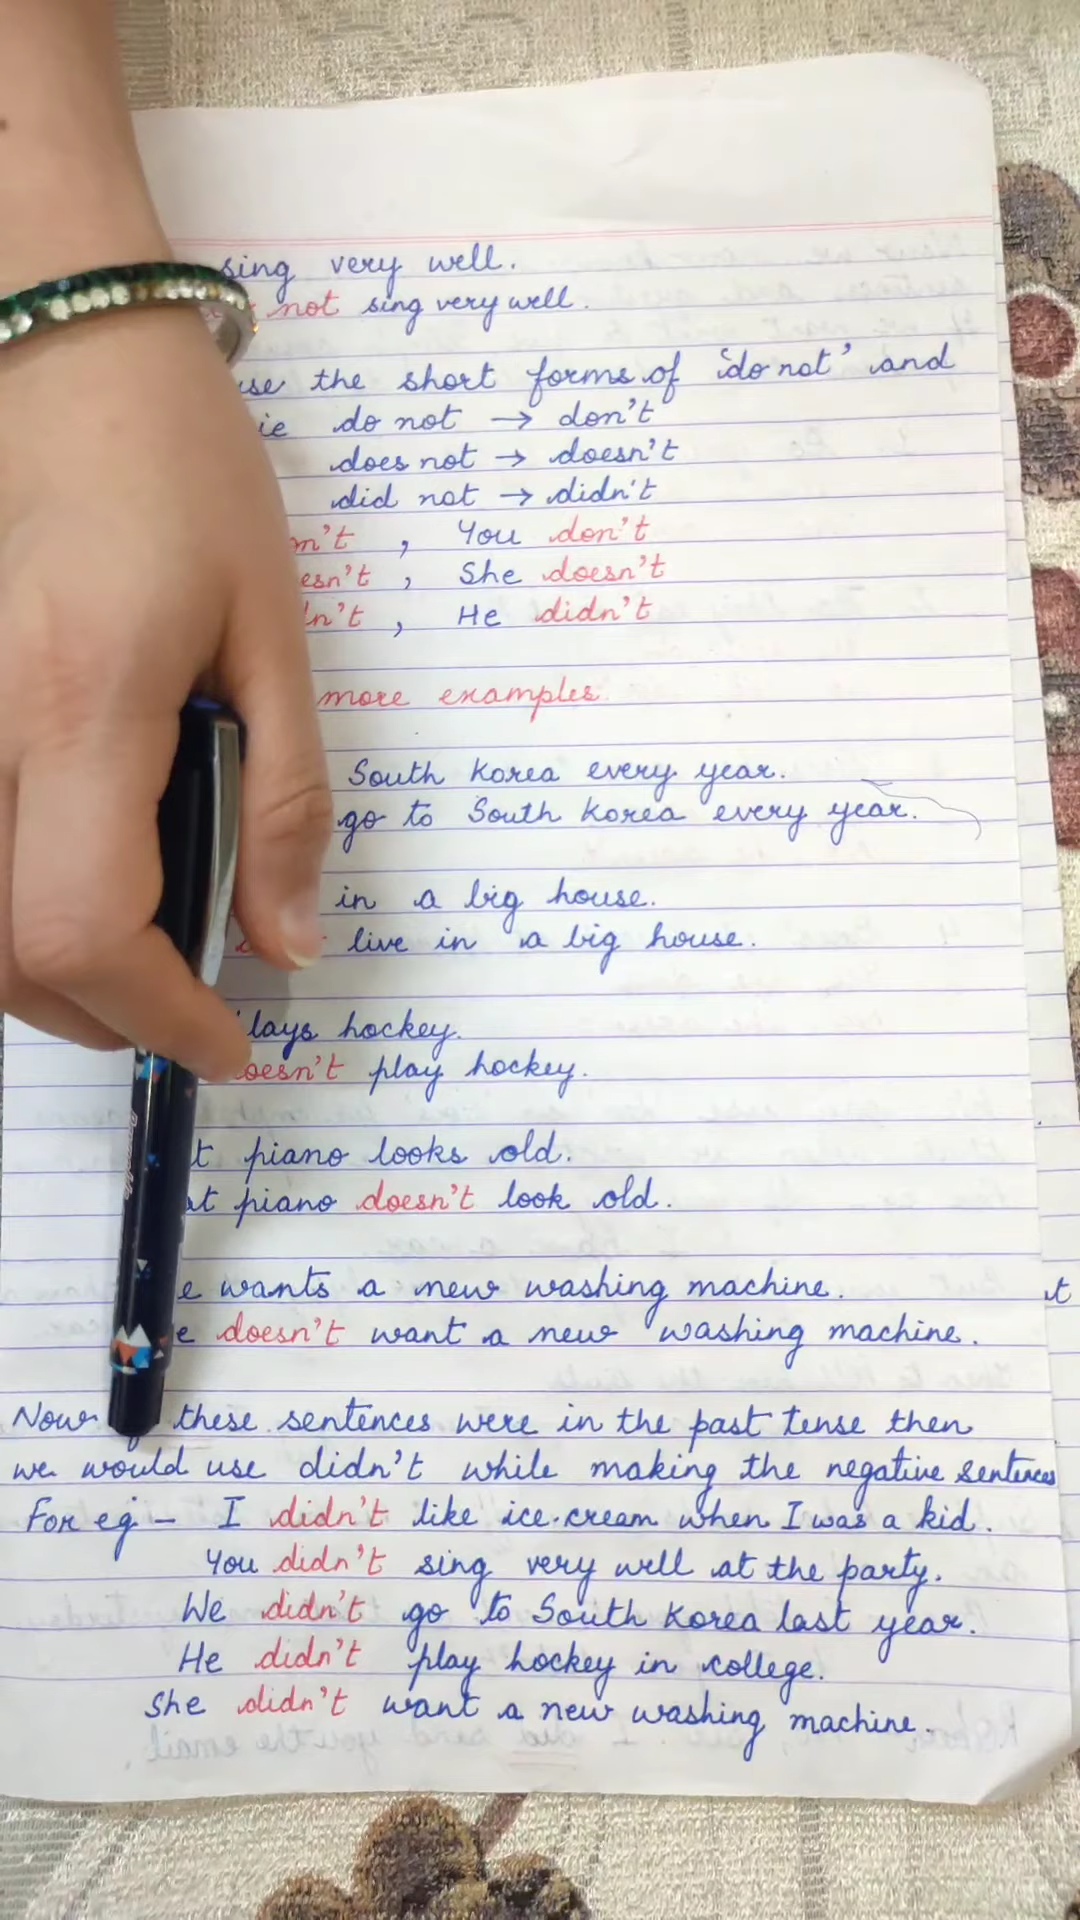 sing very well.
not sing very well.
use the short forms of 'do not' and
ie do not → don't
does not → doesn't
did not → didn't
n't , You don't
esn't , She doesn't
n't , He didn't
more examples
South Korea every year.
go to South Korea every year.
in a big house.
live in a big house.
lays hockey.
oesn't play hockey.
t piano looks old.
at piano doesn't look old.
e wants a new washing machine.
e doesn't want a new washing machine.
Now these sentences were in the past tense then
we would use didn't while making the negative sentences
For eg - I didn't like ice-cream when I was a kid.
You didn't sing very well at the party.
We didn't go to South Korea last year.
He didn't play hockey in college.
She didn't want a new washing machine.